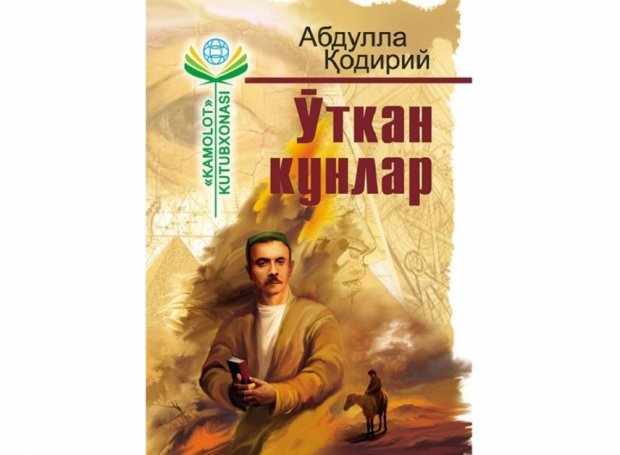 Абдулла
Қодирий
Ўткан
кунлар
«KAMOLOT»
KUTUBXONASI